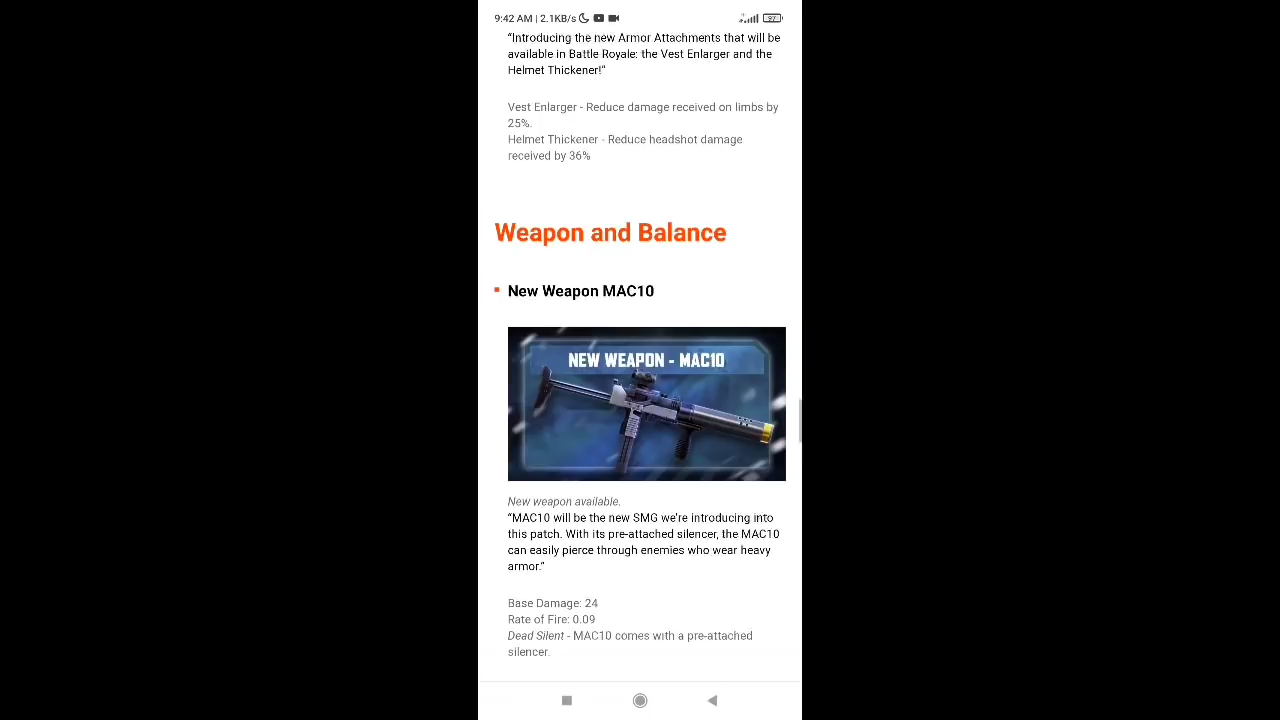 9:42 AM | 2.1KB/s
97
“Introducing the new Armor Attachments that will be
available in Battle Royale: the Vest Enlarger and the
Helmet Thickener!”
Vest Enlarger - Reduce damage received on limbs by
25%.
Helmet Thickener - Reduce headshot damage
received by 36%
Weapon and Balance
New Weapon MAC10
NEW WEAPON - MAC10
New weapon available.
“MAC10 will be the new SMG we're introducing into
this patch. With its pre-attached silencer, the MAC10
can easily pierce through enemies who wear heavy
armor.”
Base Damage: 24
Rate of Fire: 0.09
Dead Silent - MAC10 comes with a pre-attached
silencer.